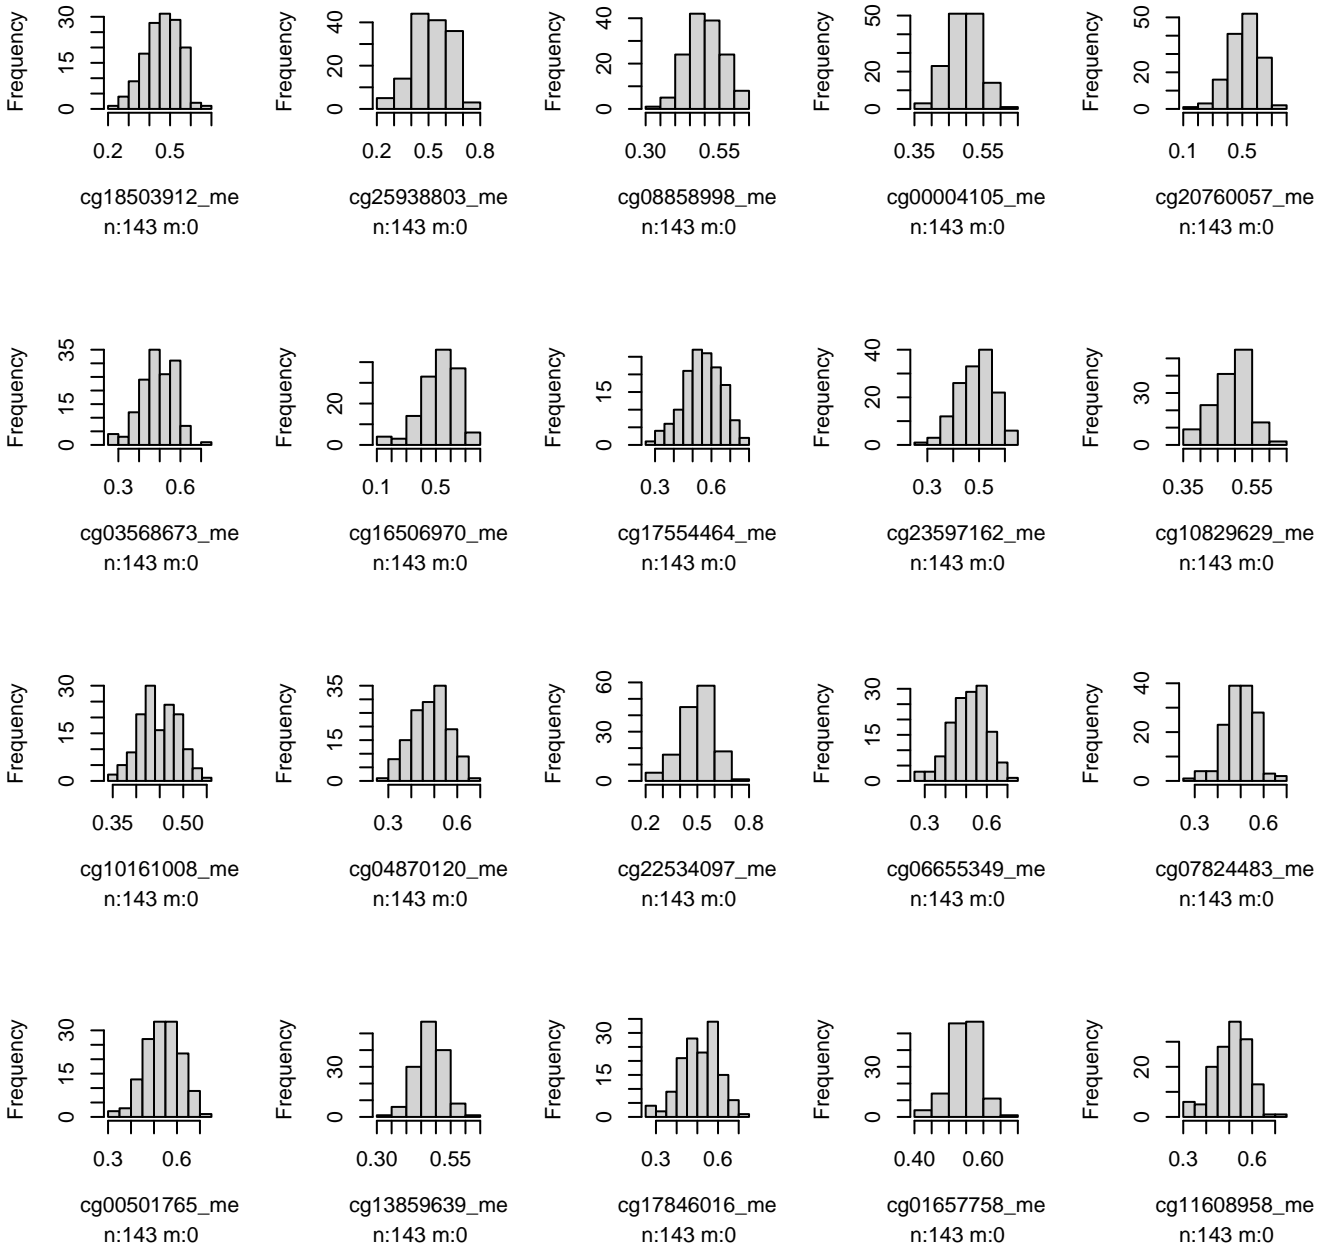 Frequency
0 15 30
0.2 0.5
cg18503912_me
n:143 m:0
Frequency
0 20 40
0.2 0.5 0.8
cg25938803_me
n:143 m:0
Frequency
0 20 40
0.30 0.55
cg08858998_me
n:143 m:0
Frequency
0 20 50
0.35 0.55
cg00004105_me
n:143 m:0
Frequency
0 20 50
0.1 0.5
cg20760057_me
n:143 m:0
Frequency
0 15 35
0.3 0.6
cg03568673_me
n:143 m:0
Frequency
0 20
0.1 0.5
cg16506970_me
n:143 m:0
Frequency
0 15
0.3 0.6
cg17554464_me
n:143 m:0
Frequency
0 20 40
0.3 0.5
cg23597162_me
n:143 m:0
Frequency
0 30
0.35 0.55
cg10829629_me
n:143 m:0
Frequency
0 15 30
0.35 0.50
cg10161008_me
n:143 m:0
Frequency
0 15 35
0.3 0.6
cg04870120_me
n:143 m:0
Frequency
0 30 60
0.2 0.5 0.8
cg22534097_me
n:143 m:0
Frequency
0 15 30
0.3 0.6
cg06655349_me
n:143 m:0
Frequency
0 20 40
0.3 0.6
cg07824483_me
n:143 m:0
Frequency
0 15 30
0.3 0.6
cg00501765_me
n:143 m:0
Frequency
0 30
0.30 0.55
cg13859639_me
n:143 m:0
Frequency
0 15 30
0.3 0.6
cg17846016_me
n:143 m:0
Frequency
0 30
0.40 0.60
cg01657758_me
n:143 m:0
Frequency
0 20
0.3 0.6
cg11608958_me
n:143 m:0